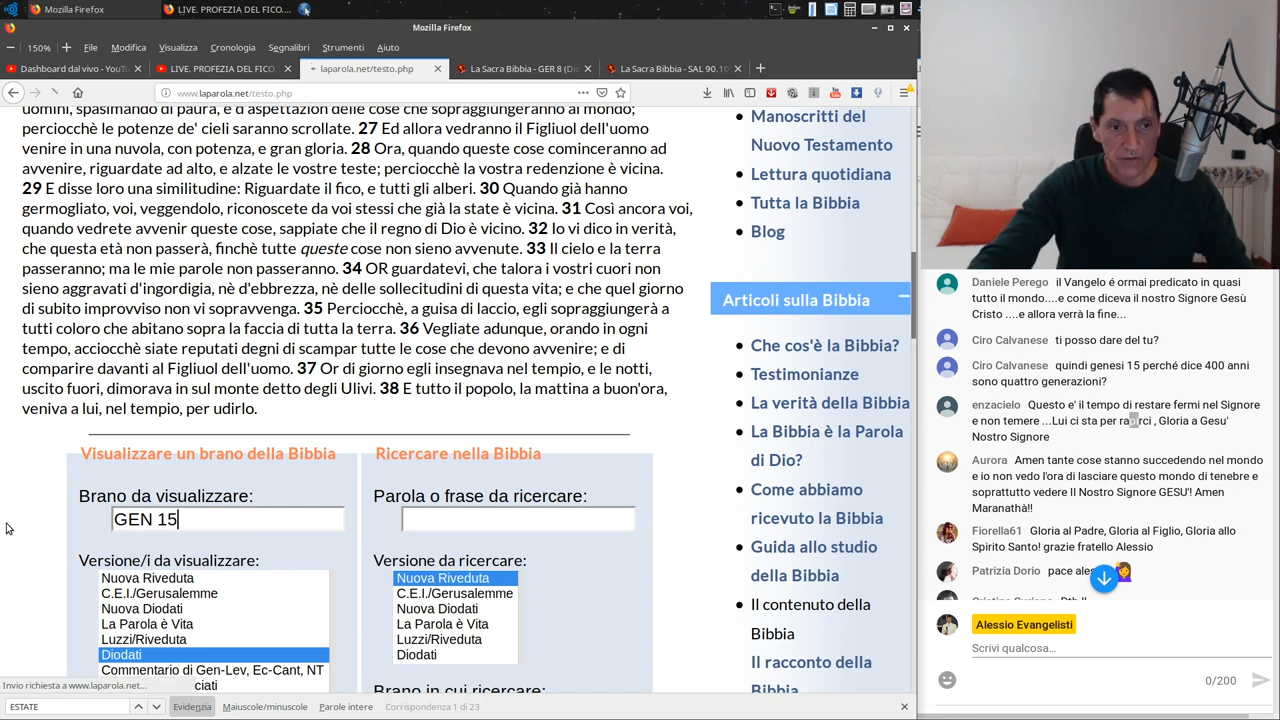 Mozilla Firefox
LIVE. PROFEZIA DEL FICO....
Mozilla Firefox
150%
File Modifica Visualizza Cronologia Segnalibri Strumenti Aiuto
Dashboard dal vivo - YouTu
LIVE. PROFEZIA DEL FICO.
laparola.net/testo.php
La Sacra Bibbia - GER 8 (Dio
La Sacra Bibbia - SAL 90.10
www.laparola.net/testo.php
uomini, spasimando di paura, e d'aspettazion delle cose che sopraggiungeranno al mondo;
perciocchè le potenze de' cieli saranno scrollate. 27 Ed allora vedranno il Figliuol dell'uomo
venire in una nuvola, con potenza, e gran gloria. 28 Ora, quando queste cose cominceranno ad
avvenire, riguardate ad alto, e alzate le vostre teste; perciocchè la vostra redenzione è vicina.
29 E disse loro una similitudine: Riguardate il fico, e tutti gli alberi. 30 Quando già hanno
germogliato, voi, veggendolo, riconoscete da voi stessi che già la state è vicina. 31 Così ancora voi,
quando vedrete avvenir queste cose, sappiate che il regno di Dio è vicino. 32 Io vi dico in verità,
che questa età non passerà, finchè tutte queste cose non sieno avvenute. 33 Il cielo e la terra
passeranno; ma le mie parole non passeranno. 34 OR guardatevi, che talora i vostri cuori non
sieno aggravati d'ingordigia, nè d'ebbrezza, nè delle sollecitudini di questa vita; e che quel giorno
di subito improvviso non vi sopravvenga. 35 Perciocchè, a guisa di laccio, egli sopraggiungerà a
tutti coloro che abitano sopra la faccia di tutta la terra. 36 Vegliate adunque, orando in ogni
tempo, acciocchè siate reputati degni di scampar tutte le cose che devono avvenire; e di
comparire davanti al Figliuol dell'uomo. 37 Or di giorno egli insegnava nel tempio, e le notti,
uscito fuori, dimorava in sul monte detto degli Ulivi. 38 E tutto il popolo, la mattina a buon'ora,
veniva a lui, nel tempio, per udirlo.
Visualizzare un brano della Bibbia
Brano da visualizzare:
GEN 15
Versione/i da visualizzare:
Nuova Riveduta
C.E.I./Gerusalemme
Nuova Diodati
La Parola è Vita
Luzzi/Riveduta
Diodati
Commentario di Gen-Lev, Ec-Cant, NT
ciati
Ricercare nella Bibbia
Parola o frase da ricercare:
Versione da ricercare:
Nuova Riveduta
C.E.I./Gerusalemme
Nuova Diodati
La Parola è Vita
Luzzi/Riveduta
Diodati
Brano in cui ricercare:
Manoscritti del
Nuovo Testamento
Lettura quotidiana
Tutta la Bibbia
Blog
Articoli sulla Bibbia
Che cos'è la Bibbia?
Testimonianze
La verità della Bibbia
La Bibbia è la Parola
di Dio?
Come abbiamo
ricevuto la Bibbia
Guida allo studio
della Bibbia
Il contenuto della
Bibbia
Il racconto della
Bibbia
Invio richiesta a www.laparola.net...
ESTATE
Evidenzia Maiuscole/minuscole Parole intere Corrispondenza 1 di 23
Daniele Perego il Vangelo é ormai predicato in quasi
tutto il mondo....e come diceva il nostro Signore Gesù
Cristo ....e allora verrà la fine...
Ciro Calvanese ti posso dare del tu?
Ciro Calvanese quindi genesi 15 perché dice 400 anni
sono quattro generazioni?
enzacielo Questo e' il tempo di restare fermi nel Signore
e non temere ...Lui ci sta per rapirci , Gloria a Gesu'
Nostro Signore
Aurora Amen tante cose stanno succedendo nel mondo
e io non vedo l'ora di lasciare questo mondo di tenebre e
soprattutto vedere Il Nostro Signore GESU'! Amen
Maranathà!!
Fiorella61 Gloria al Padre, Gloria al Figlio, Gloria allo
Spirito Santo! grazie fratello Alessio
Patrizia Dorio pace ales
Alessio Evangelisti
Scrivi qualcosa...
0/200